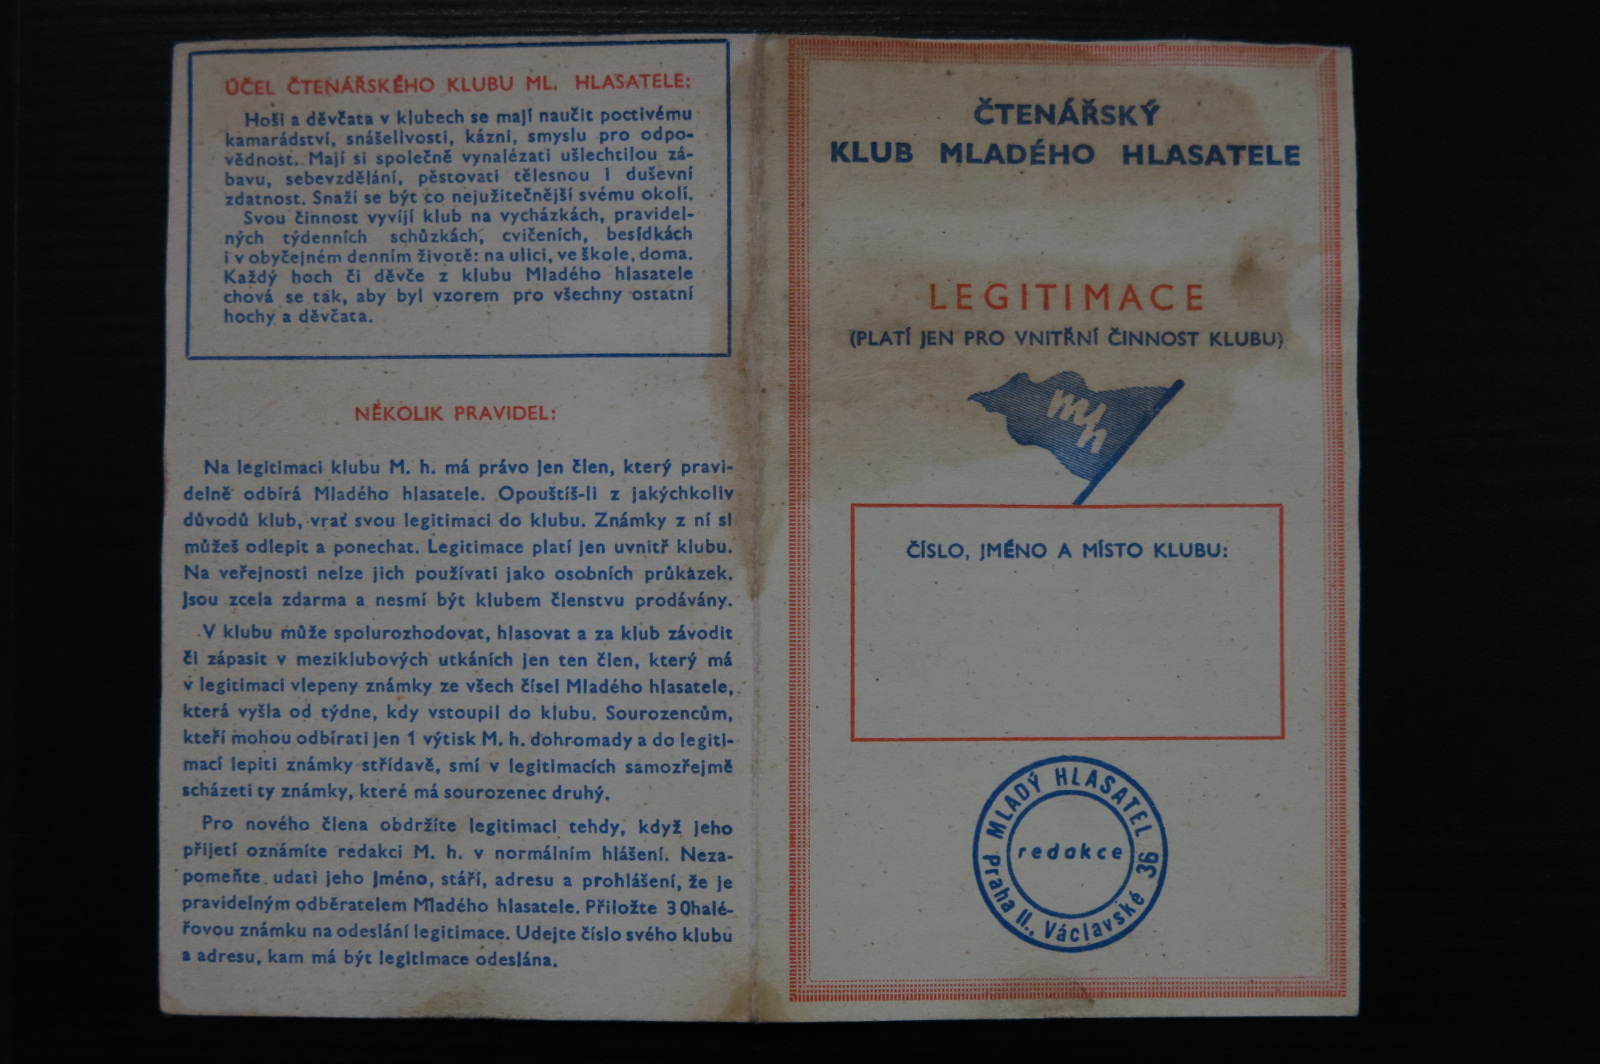 ÚČEL ČTENÁŘSKÉHO KLUBU ML. HLASATELE:
Hoši a děvčata v klubech se mají naučit poctivému
kamarádství, snášelivosti, kázni, smyslu pro odpo-
vědnost. Mají si společně vynalézati ušlechtilou zá-
bavu, sebevzdělání, pěstovati tělesnou i duševní
zdatnost. Snaží se být co nejužitečnější svému okolí.
Svou činnost vyvíjí klub na vycházkách, pravidel-
ných týdenních schůzkách, cvičeních, besídkách
i v obyčejném denním životě: na ulici, ve škole, doma.
Každý hoch či děvče z klubu Mladého hlasatele
chová se tak, aby byl vzorem pro všechny ostatní
hochy a děvčata.
NĚKOLIK PRAVIDEL:
Na legitimaci klubu M. h. má právo jen člen, který pravi-
delně odbírá Mladého hlasatele. Opouštíš-li z jakýchkoliv
důvodů klub, vrať svou legitimaci do klubu. Známky z ní si
můžeš odlepit a ponechat. Legitimace platí jen uvnitř klubu.
Na veřejnosti nelze jich používati jako osobních průkazek.
Jsou zcela zdarma a nesmí být klubem členstvu prodávány.
V klubu může spolurozhodovat, hlasovat a za klub závodit
či zápasit v meziklubových utkáních jen ten člen, který má
v legitimaci vlepeny známky ze všech čísel Mladého hlasatele,
která vyšla od týdne, kdy vstoupil do klubu. Sourozencům,
kteří mohou odbírati jen 1 výtisk M. h. dohromady a do legiti-
mací lepiti známky střídavě, smí v legitimacích samozřejmě
scházeti ty známky, které má sourozenec druhý.
Pro nového člena obdržíte legitimaci tehdy, když jeho
přijetí oznámíte redakci M. h. v normálním hlášení. Neza-
pomeňte udati jeho jméno, stáří, adresu a prohlášení, že je
pravidelným odběratelem Mladého hlasatele. Přiložte 30halé-
řovou známku na odeslání legitimace. Udejte číslo svého klubu
a adresu, kam má být legitimace odeslána.
ČTENÁŘSKÝ
KLUB MLADÉHO HLASATELE
LEGITIMACE
(PLATÍ JEN PRO VNITŘNÍ ČINNOST KLUBU)
mh
ČÍSLO, JMÉNO A MÍSTO KLUBU:
MLADÝ HLASATEL
redakce
Praha II., Václavské 36